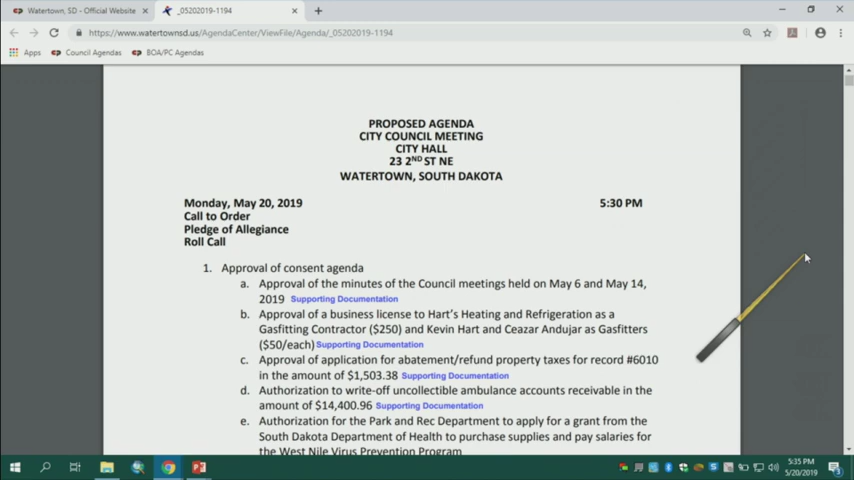 Watertown, SD - Official Website
_05202019-1194
https://www.watertownsd.us/AgendaCenter/ViewFile/Agenda/_05202019-1194
Apps
Council Agendas
BOA/PC Agendas
PROPOSED AGENDA
CITY COUNCIL MEETING
CITY HALL
23 2ND ST NE
WATERTOWN, SOUTH DAKOTA
Monday, May 20, 2019 5:30 PM
Call to Order
Pledge of Allegiance
Roll Call
1. Approval of consent agenda
a. Approval of the minutes of the Council meetings held on May 6 and May 14,
2019 Supporting Documentation
b. Approval of a business license to Hart's Heating and Refrigeration as a
Gasfitting Contractor ($250) and Kevin Hart and Ceazar Andujar as Gasfitters
($50/each) Supporting Documentation
c. Approval of application for abatement/refund property taxes for record #6010
in the amount of $1,503.38 Supporting Documentation
d. Authorization to write-off uncollectible ambulance accounts receivable in the
amount of $14,400.96 Supporting Documentation
e. Authorization for the Park and Rec Department to apply for a grant from the
South Dakota Department of Health to purchase supplies and pay salaries for
the West Nile Virus Prevention Program
5:35 PM
5/20/2019